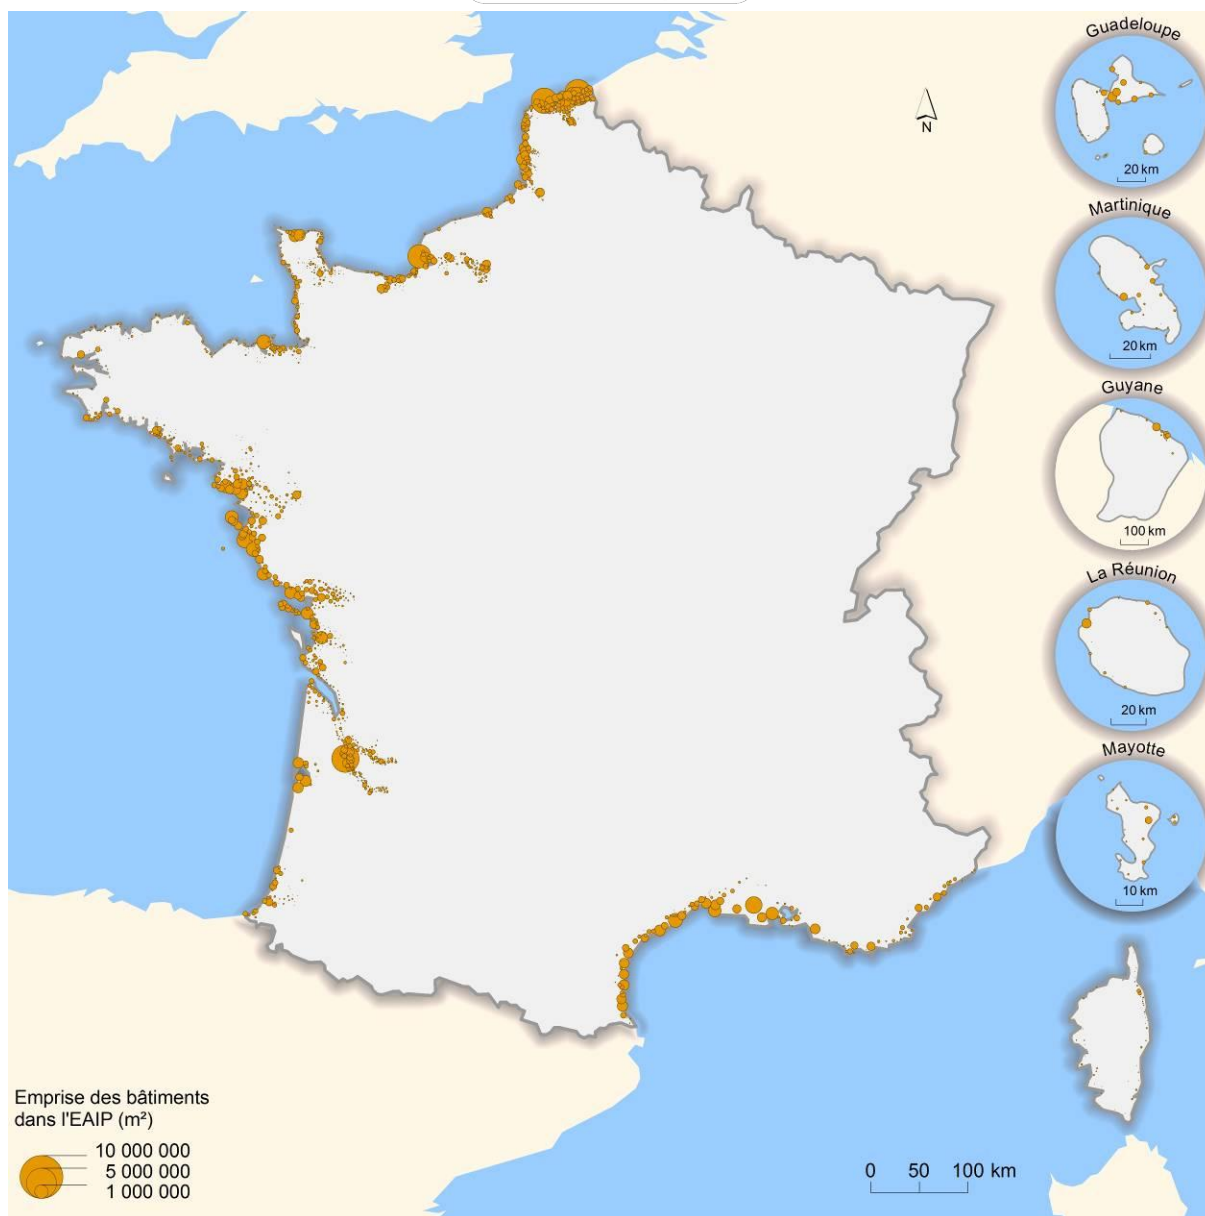 Guadeloupe
20 km
Martinique
20 km
Guyane
100 km
La Réunion
20 km
Mayotte
10 km
N
Emprise des bâtiments
dans l'EAIP (m²)
10 000 000
5 000 000
1 000 000
0 50 100 km